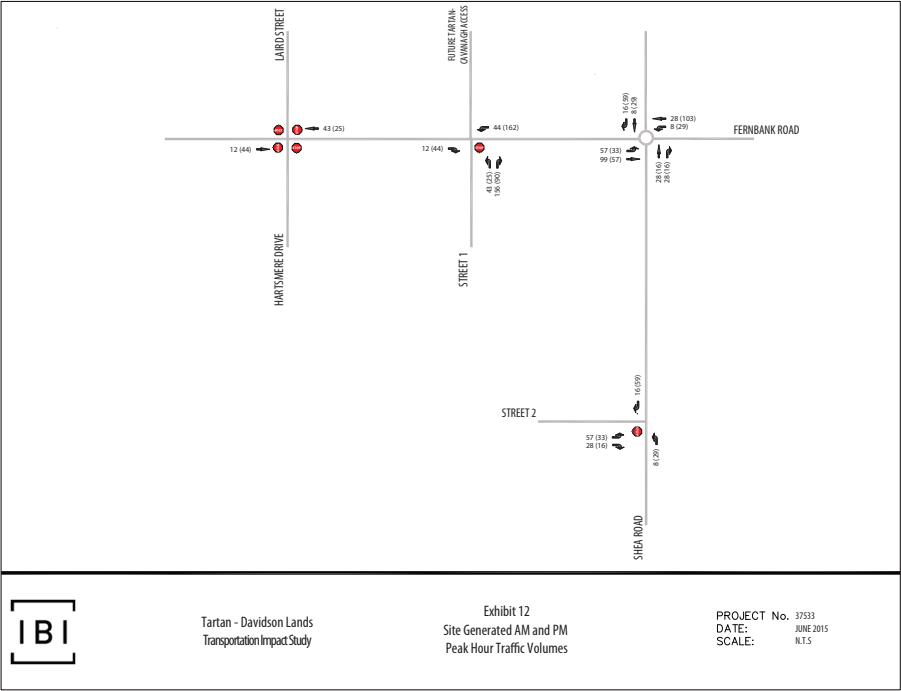 LAIRD STREET
FUTURE TARTAN-
CAVANAGH ACCESS
43 (25)
12 (44)
44 (162)
12 (44)
43 (25)
156 (90)
16 (59)
8 (29)
28 (103)
8 (29)
FERNBANK ROAD
57 (33)
99 (57)
28 (16)
28 (16)
HARTSMERE DRIVE
STREET 1
16 (59)
STREET 2
57 (33)
28 (16)
8 (29)
SHEA ROAD
IBI
Tartan - Davidson Lands
Transportation Impact Study
Exhibit 12
Site Generated AM and PM
Peak Hour Traffic Volumes
PROJECT No. 37533
DATE: JUNE 2015
SCALE: N.T.S